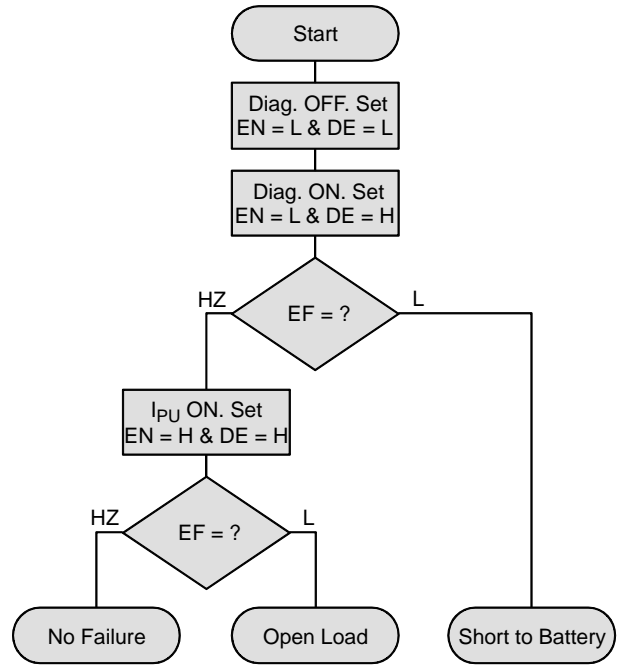 Start
Diag. OFF. Set
EN = L & DE = L
Diag. ON. Set
EN = L & DE = H
HZ
EF = ?
L
IPU ON. Set
EN = H & DE = H
HZ
EF = ?
L
No Failure
Open Load
Short to Battery